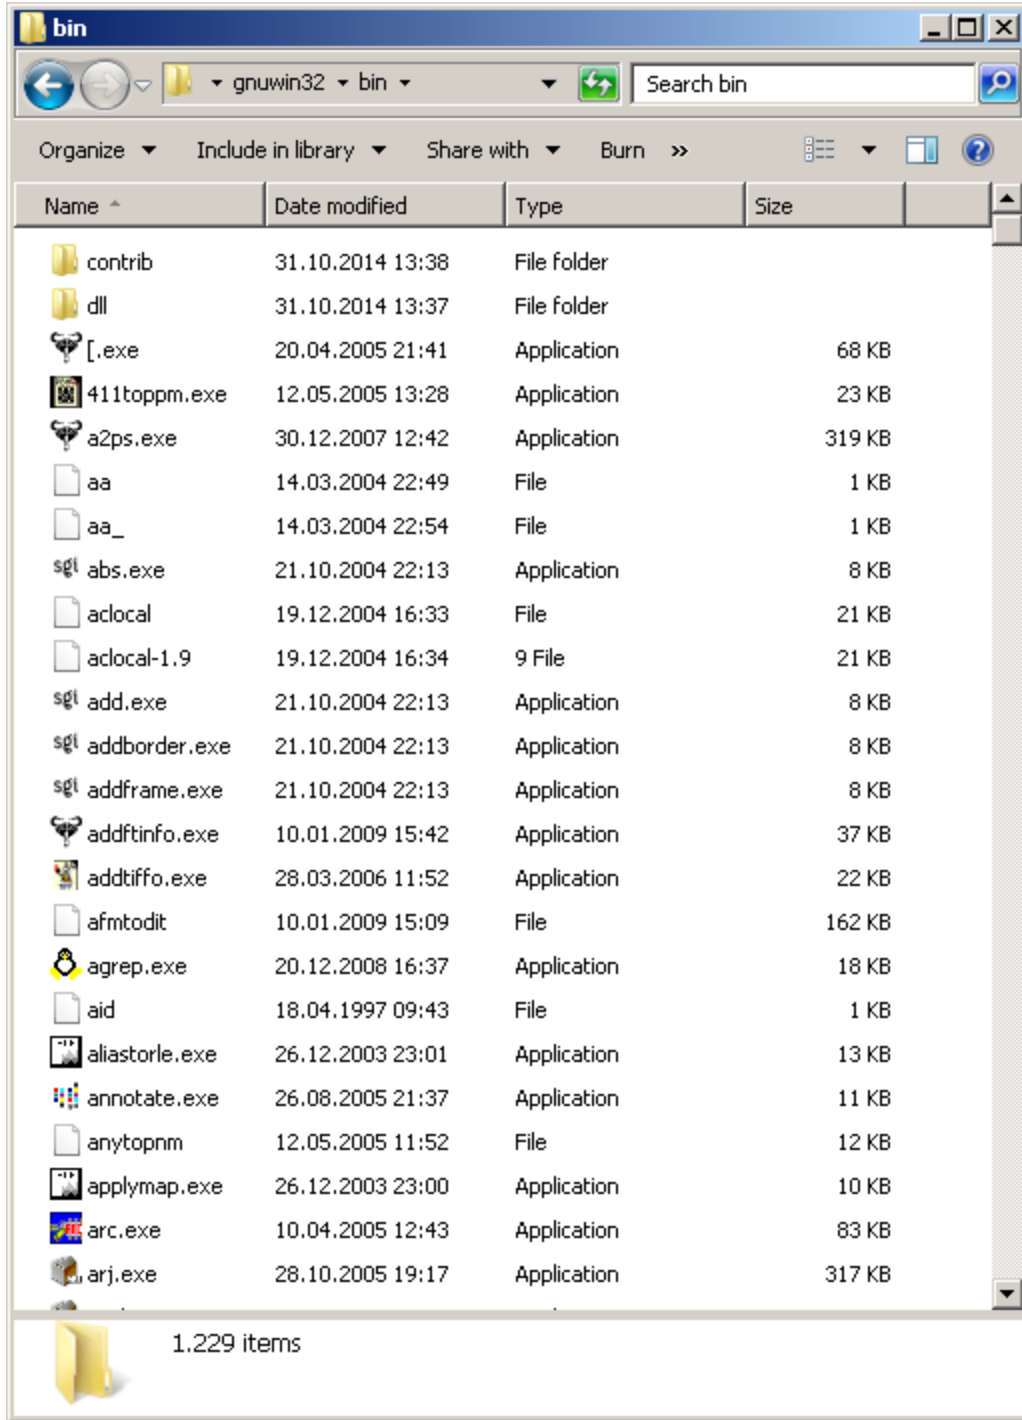 bin
gnuwin32 bin Search bin
Organize Include in library Share with Burn »
Name Date modified Type Size
contrib 31.10.2014 13:38 File folder
dll 31.10.2014 13:37 File folder
[.exe 20.04.2005 21:41 Application 68 KB
411toppm.exe 12.05.2005 13:28 Application 23 KB
a2ps.exe 30.12.2007 12:42 Application 319 KB
aa 14.03.2004 22:49 File 1 KB
aa_ 14.03.2004 22:54 File 1 KB
sgi abs.exe 21.10.2004 22:13 Application 8 KB
aclocal 19.12.2004 16:33 File 21 KB
aclocal-1.9 19.12.2004 16:34 9 File 21 KB
sgi add.exe 21.10.2004 22:13 Application 8 KB
sgi addborder.exe 21.10.2004 22:13 Application 8 KB
sgi addframe.exe 21.10.2004 22:13 Application 8 KB
addftinfo.exe 10.01.2009 15:42 Application 37 KB
addtiffo.exe 28.03.2006 11:52 Application 22 KB
afmtodit 10.01.2009 15:09 File 162 KB
agrep.exe 20.12.2008 16:37 Application 18 KB
aid 18.04.1997 09:43 File 1 KB
aliastorle.exe 26.12.2003 23:01 Application 13 KB
annotate.exe 26.08.2005 21:37 Application 11 KB
anytopnm 12.05.2005 11:52 File 12 KB
applymap.exe 26.12.2003 23:00 Application 10 KB
arc.exe 10.04.2005 12:43 Application 83 KB
arj.exe 28.10.2005 19:17 Application 317 KB
1.229 items